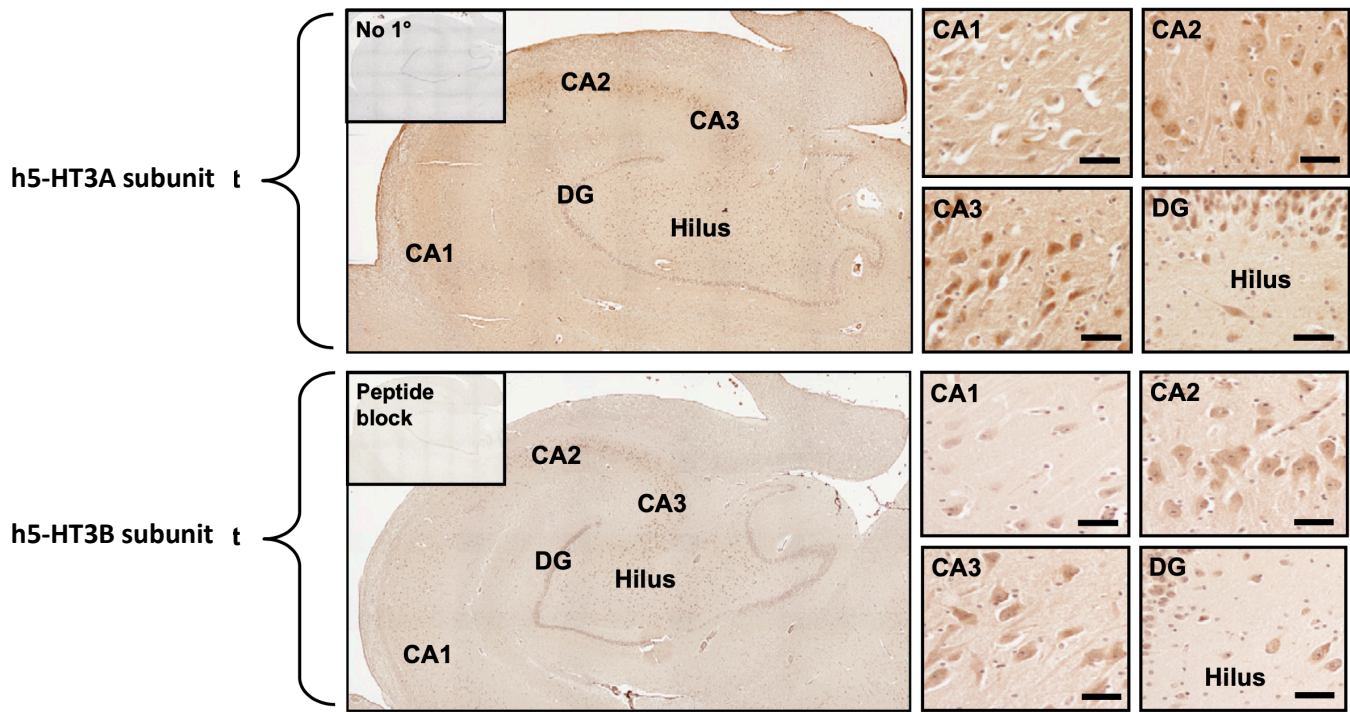 No 1°
CA2
CA3
DG
Hilus
CA1
h5-HT3A subunit t
CA1
CA2
CA3
DG
Hilus
Peptide
block
CA2
CA3
DG
Hilus
CA1
h5-HT3B subunit t
CA1
CA2
CA3
DG
Hilus